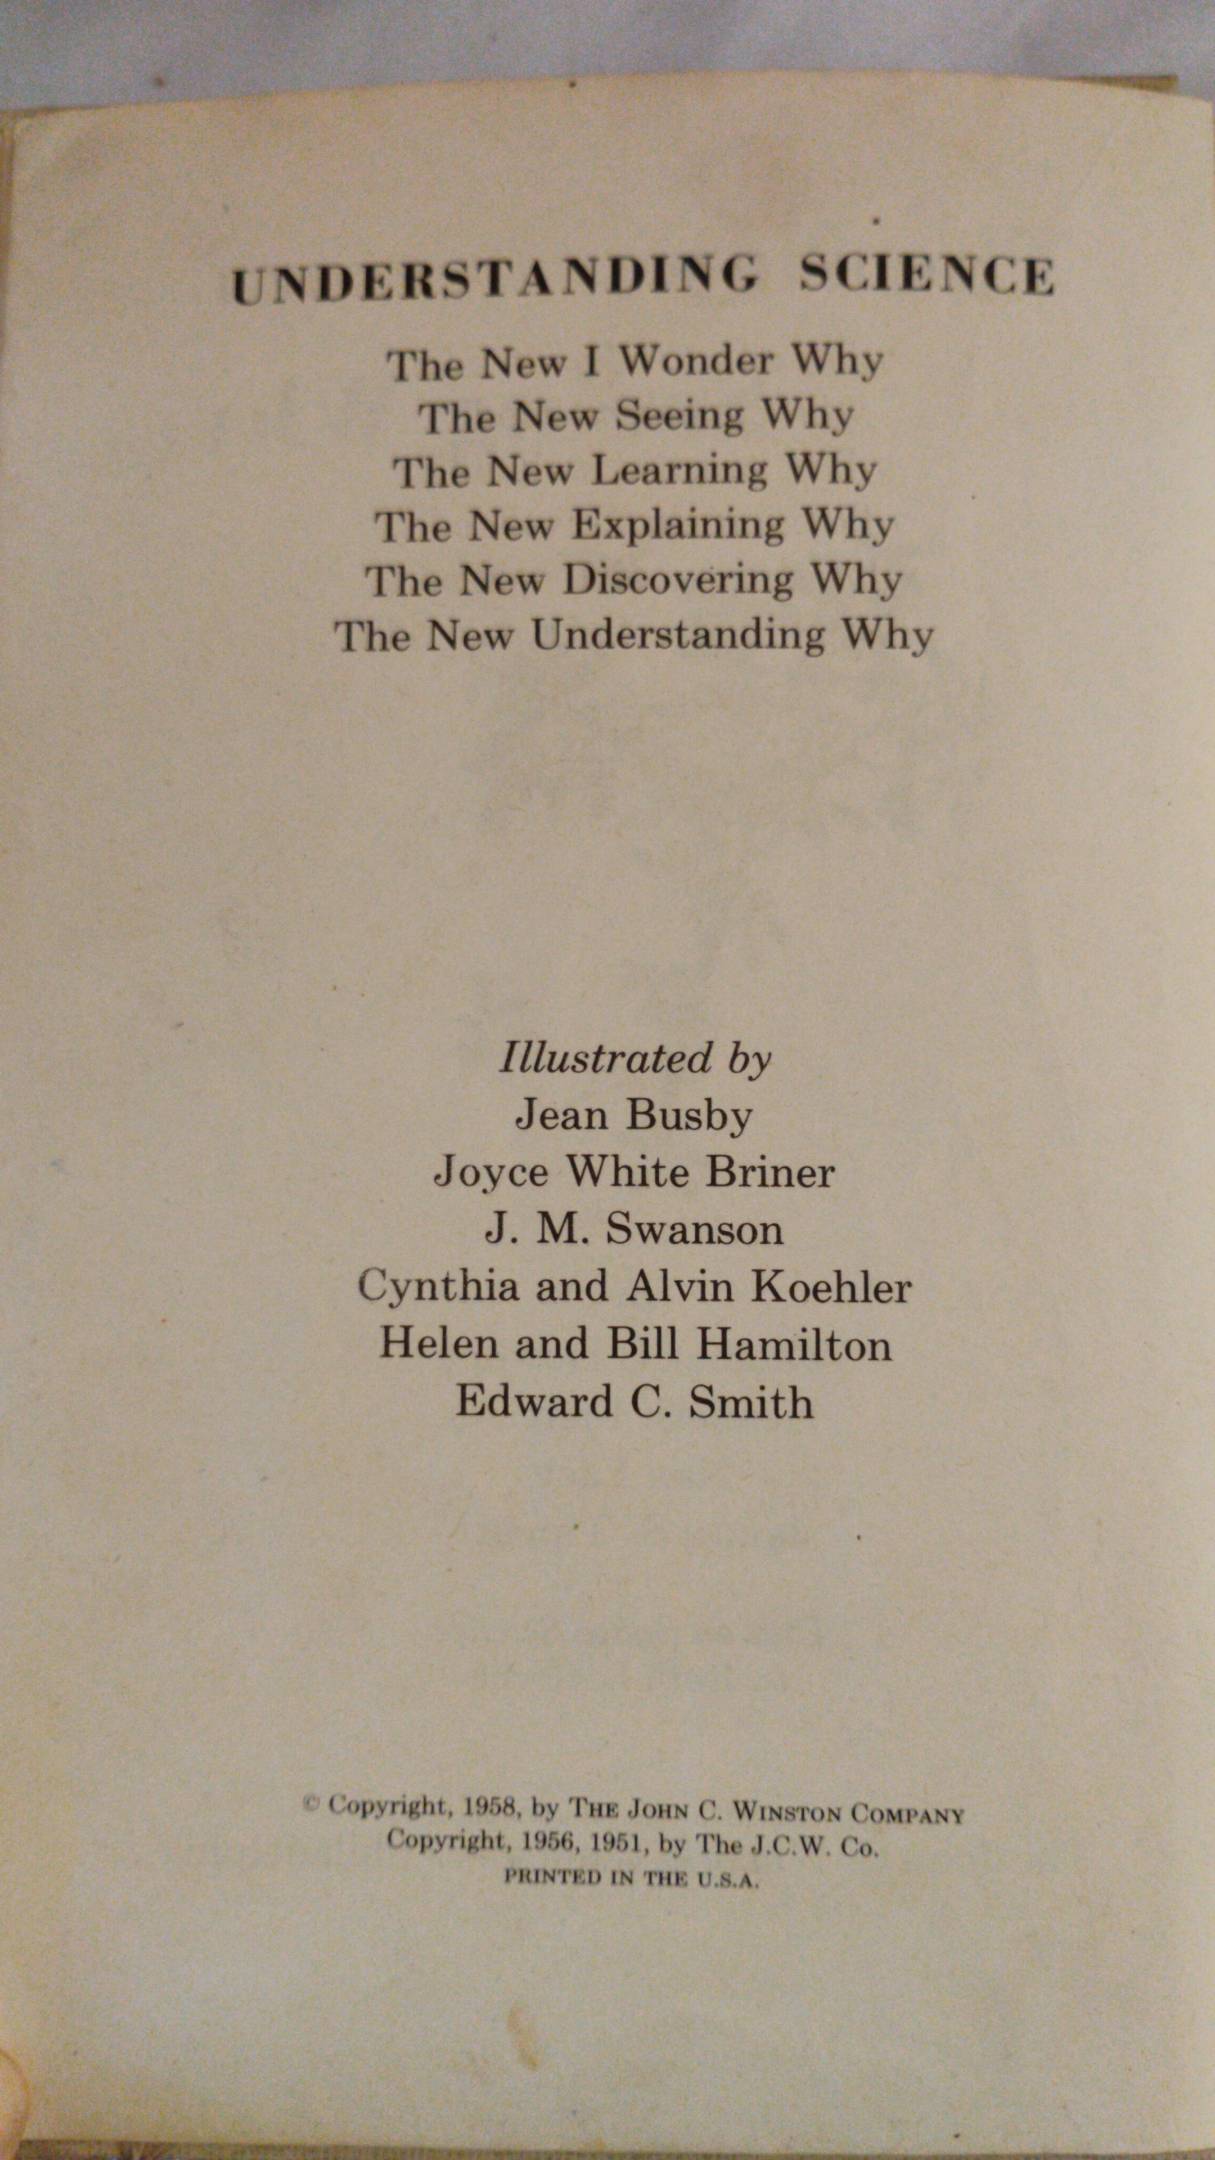 UNDERSTANDING SCIENCE
The New I Wonder Why
The New Seeing Why
The New Learning Why
The New Explaining Why
The New Discovering Why
The New Understanding Why
Illustrated by
Jean Busby
Joyce White Briner
J. M. Swanson
Cynthia and Alvin Koehler
Helen and Bill Hamilton
Edward C. Smith
© Copyright, 1958, by THE JOHN C. WINSTON COMPANY
Copyright, 1956, 1951, by The J.C.W. Co.
PRINTED IN THE U.S.A.